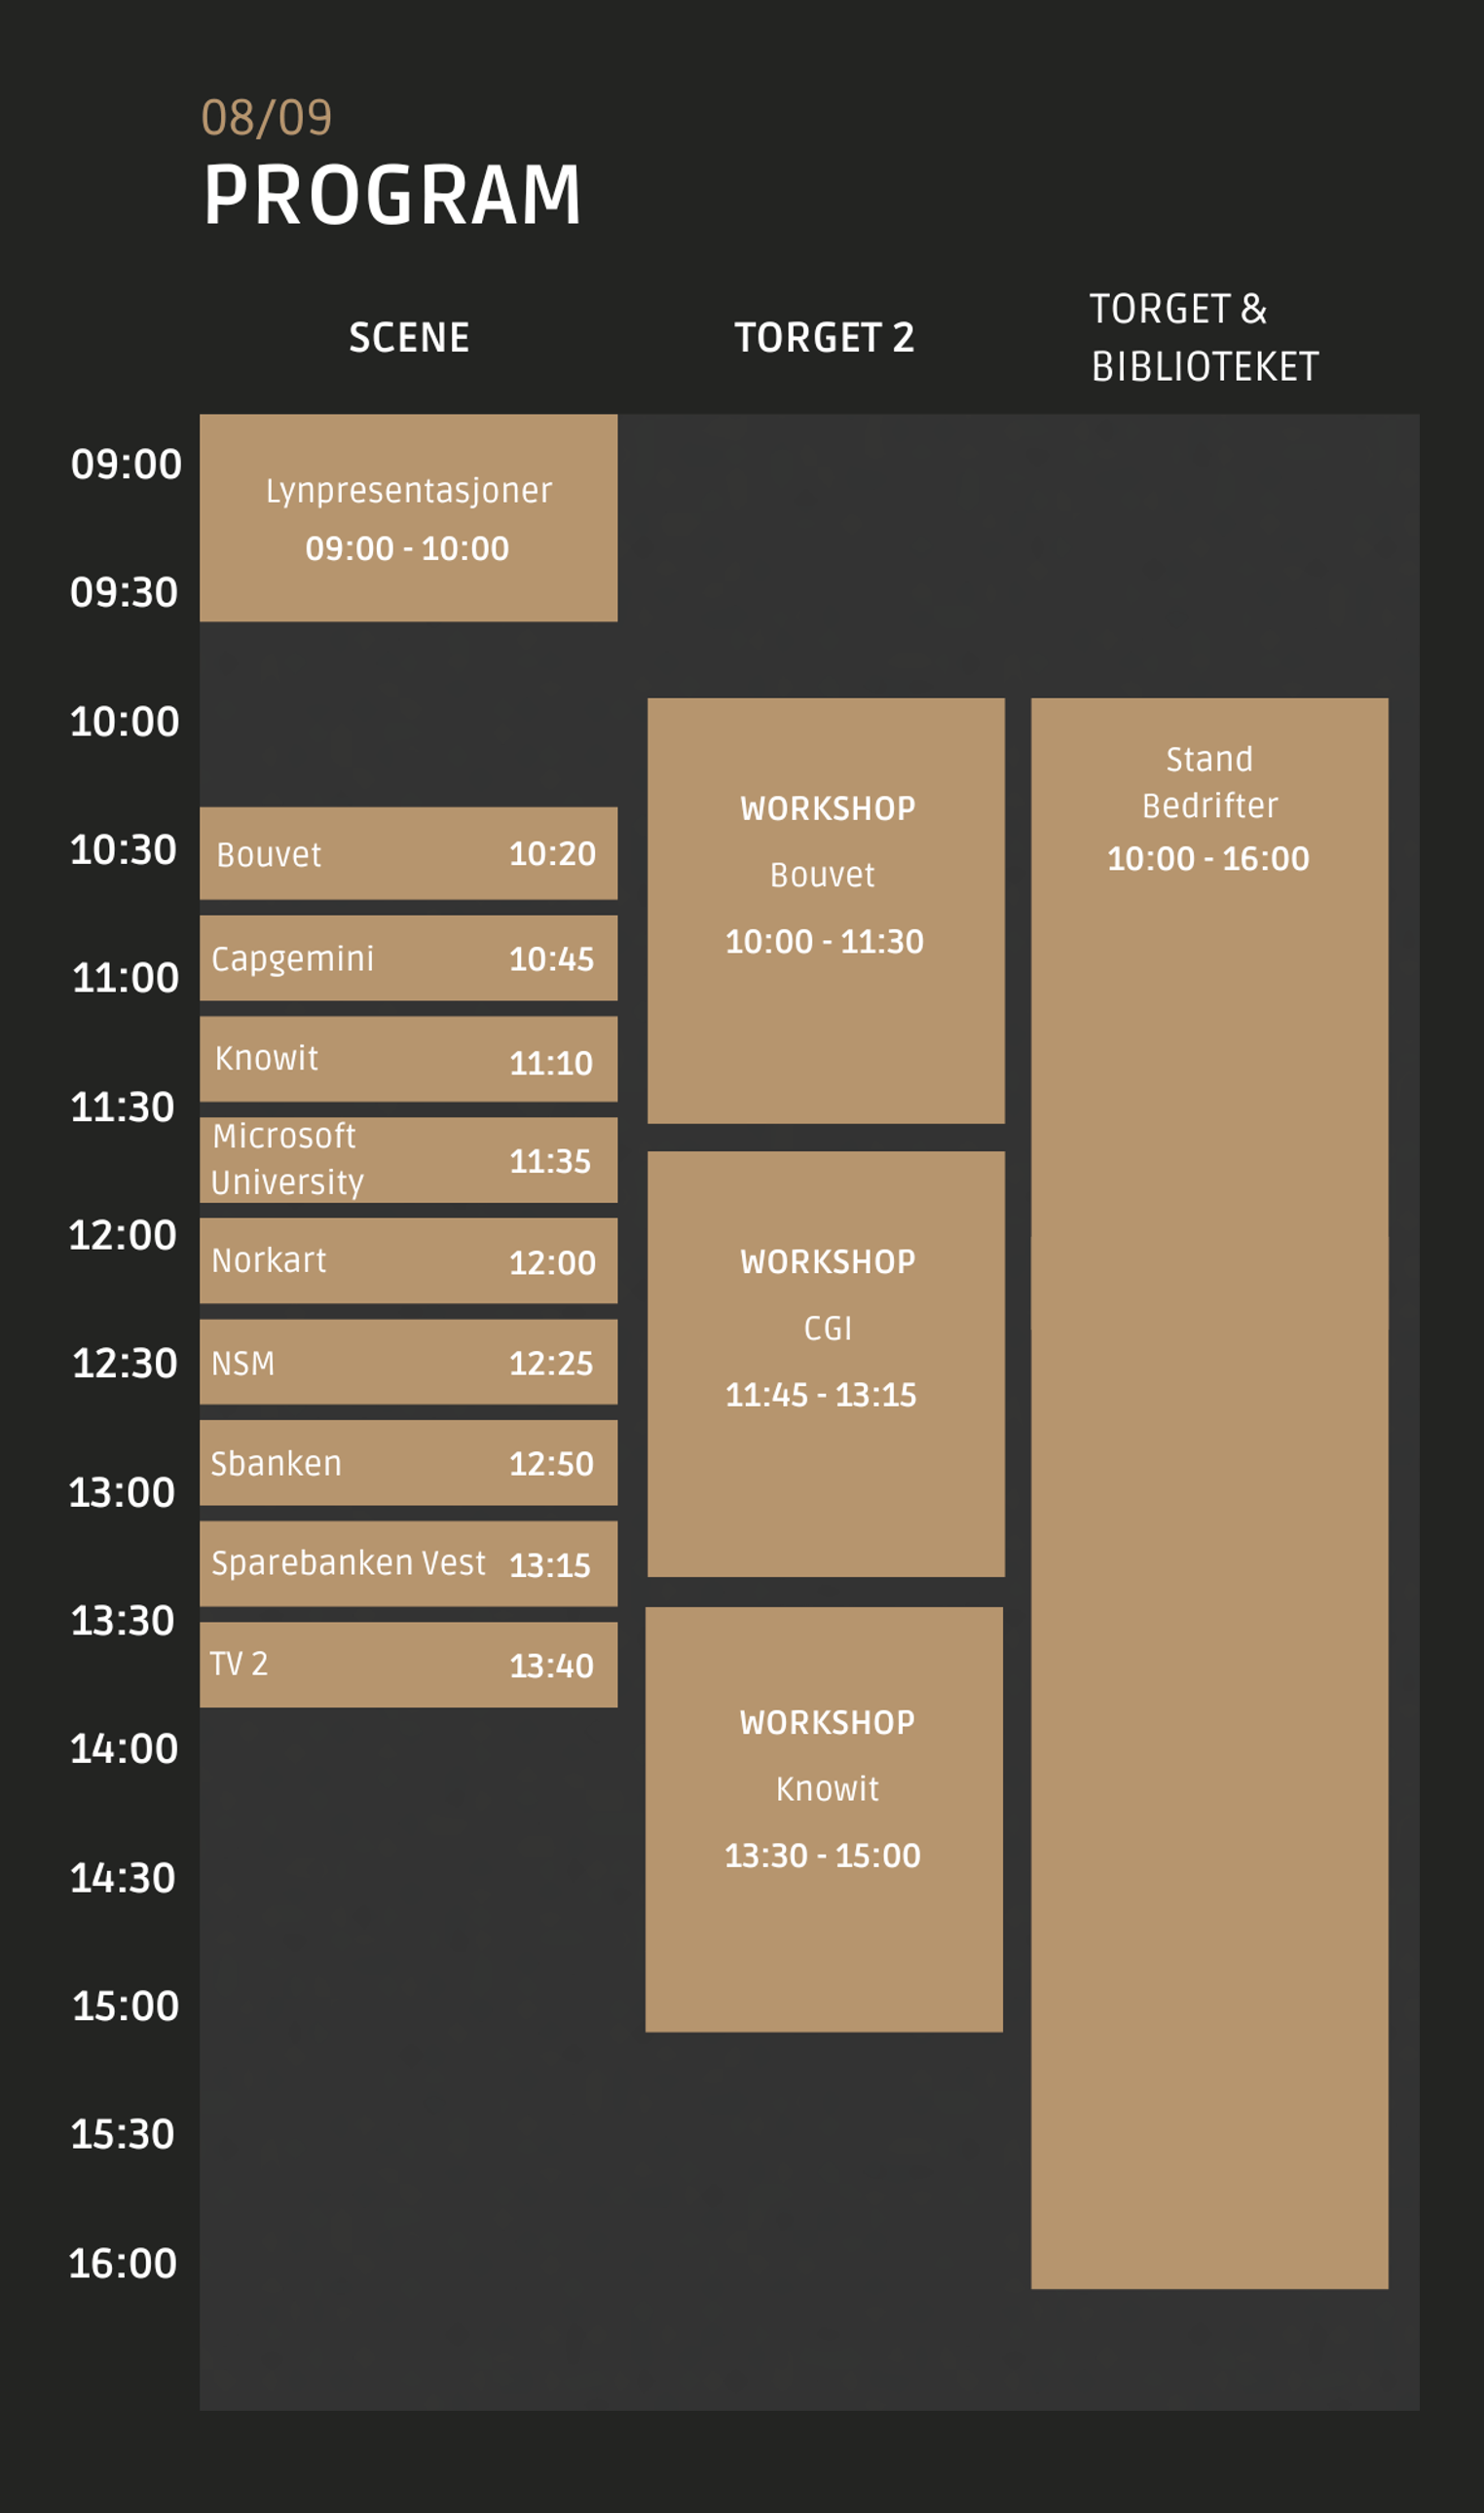 08/09
PROGRAM
SCENE
TORGET 2
TORGET &
BIBLIOTEKET
09:00
09:30
10:00
10:30
11:00
11:30
12:00
12:30
13:00
13:30
14:00
14:30
15:00
15:30
16:00
Lynpresentasjoner
09:00 - 10:00
Bouvet 10:20
Capgemini 10:45
Knowit 11:10
Microsoft
University 11:35
Norkart 12:00
NSM 12:25
Sbanken 12:50
Sparebanken Vest 13:15
TV 2 13:40
WORKSHOP
Bouvet
10:00 - 11:30
WORKSHOP
CGI
11:45 - 13:15
WORKSHOP
Knowit
13:30 - 15:00
Stand
Bedrifter
10:00 - 16:00